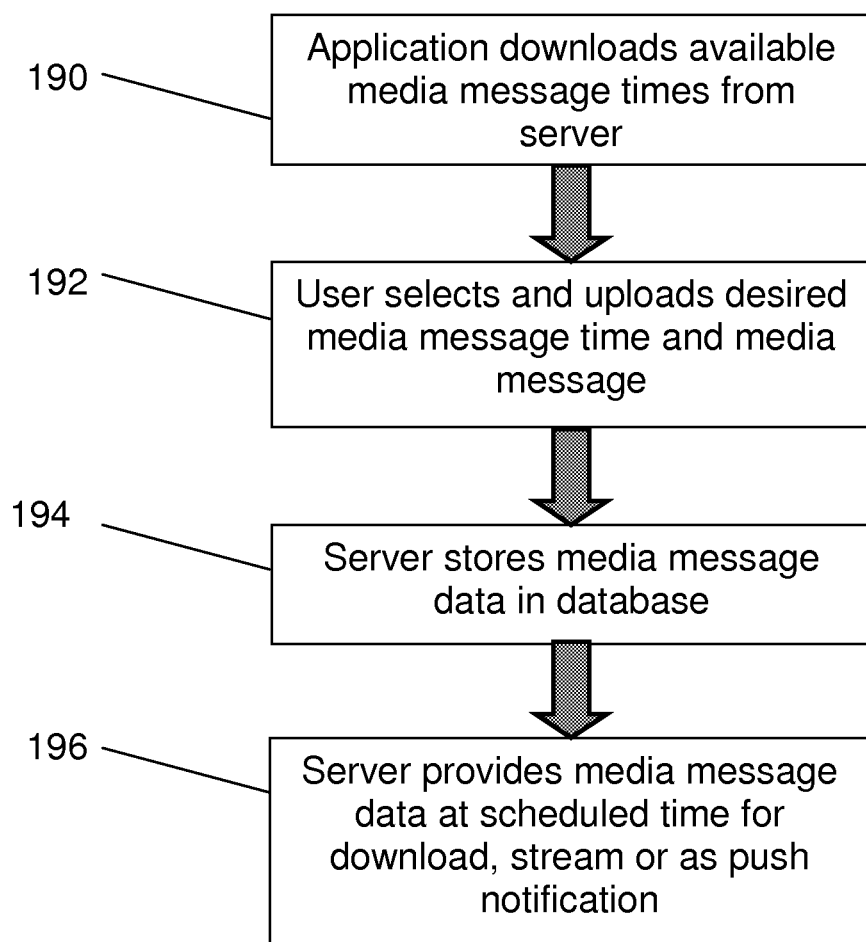 190
Application downloads available
media message times from
server
192
User selects and uploads desired
media message time and media
message
194
Server stores media message
data in database
196
Server provides media message
data at scheduled time for
download, stream or as push
notification